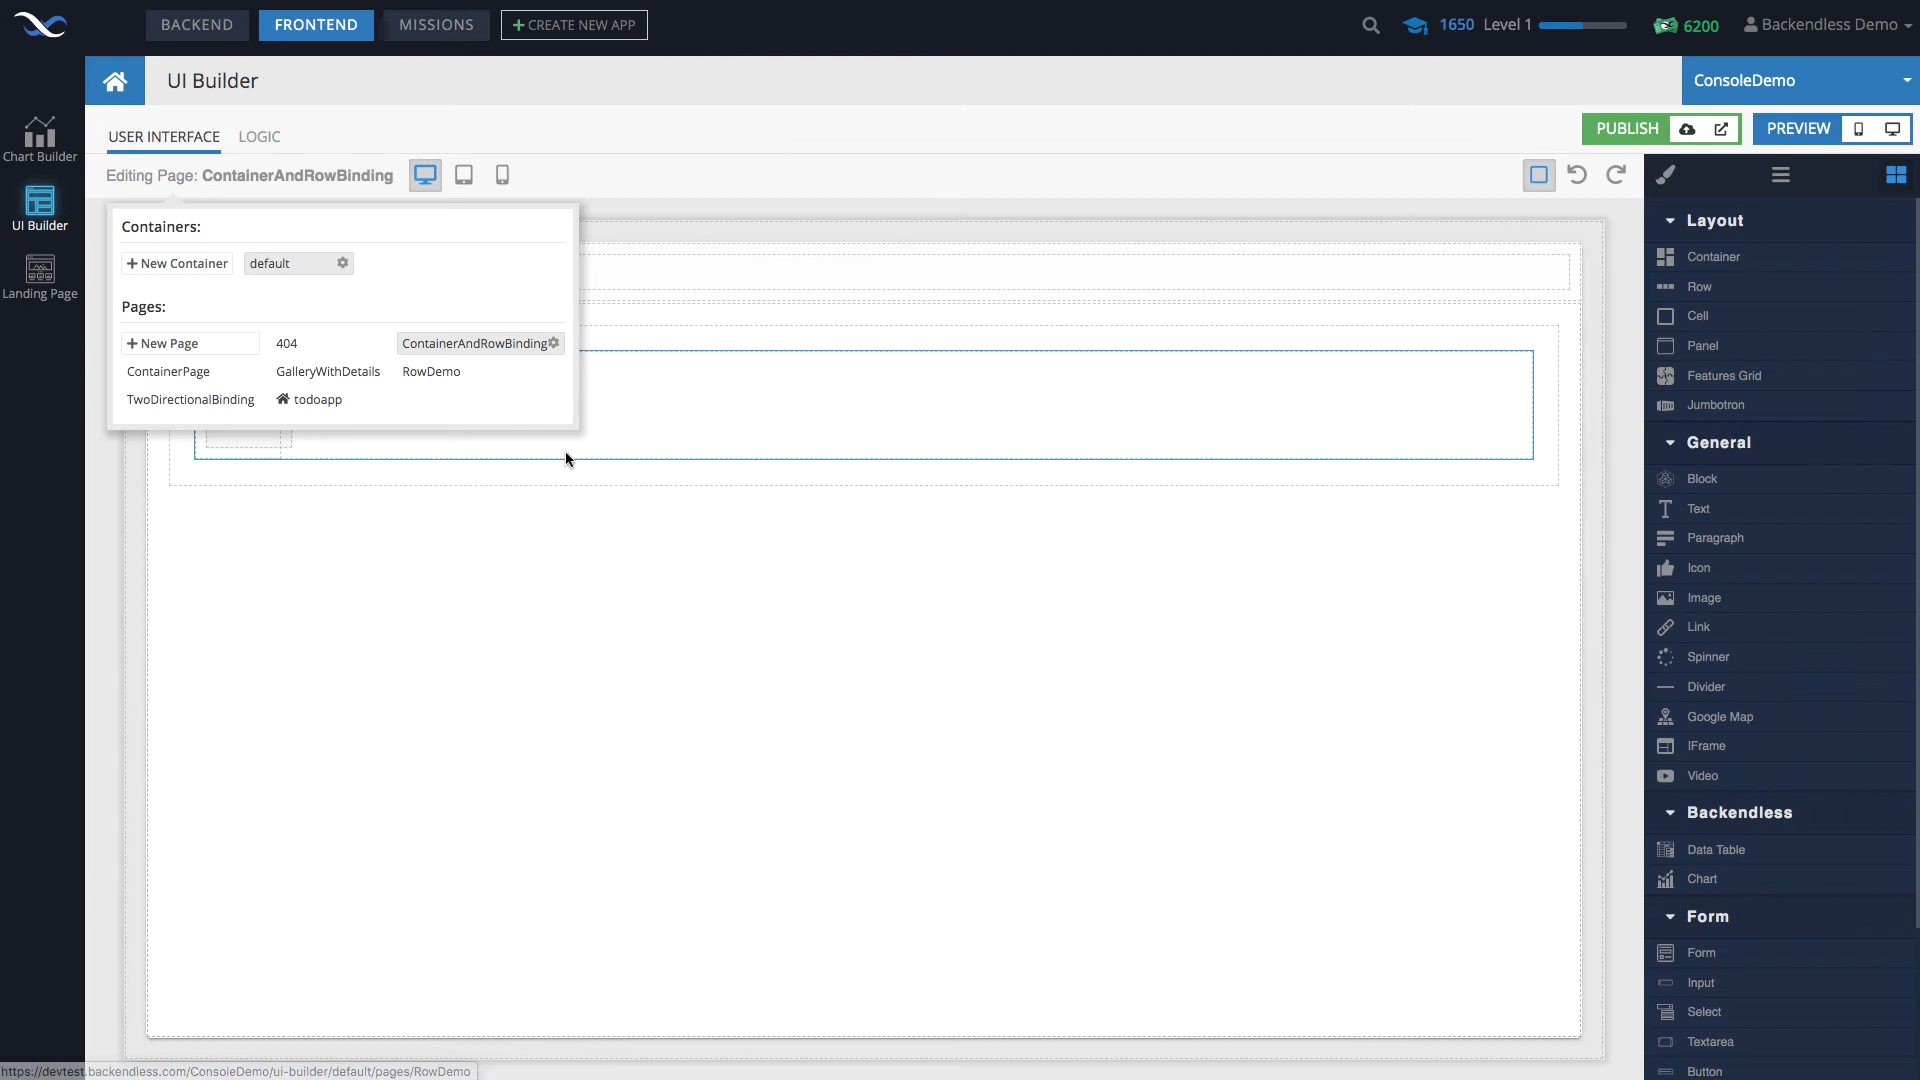 BACKEND FRONTEND MISSIONS + CREATE NEW APP 1650 Level 1 6200 Backendless Demo
UI Builder ConsoleDemo
USER INTERFACE LOGIC PUBLISH PREVIEW
Editing Page: ContainerAndRowBinding
Chart Builder
UI Builder
Landing Page
Containers:
+ New Container default
Pages:
+ New Page 404 ContainerAndRowBinding
ContainerPage GalleryWithDetails RowDemo
TwoDirectionalBinding todoapp
Layout
Container
Row
Cell
Panel
Features Grid
Jumbotron
General
Block
Text
Paragraph
Icon
Image
Link
Spinner
Divider
Google Map
IFrame
Video
Backendless
Data Table
Chart
Form
Form
Input
Select
Textarea
Button
https://devtest.backendless.com/ConsoleDemo/ui-builder/default/pages/RowDemo